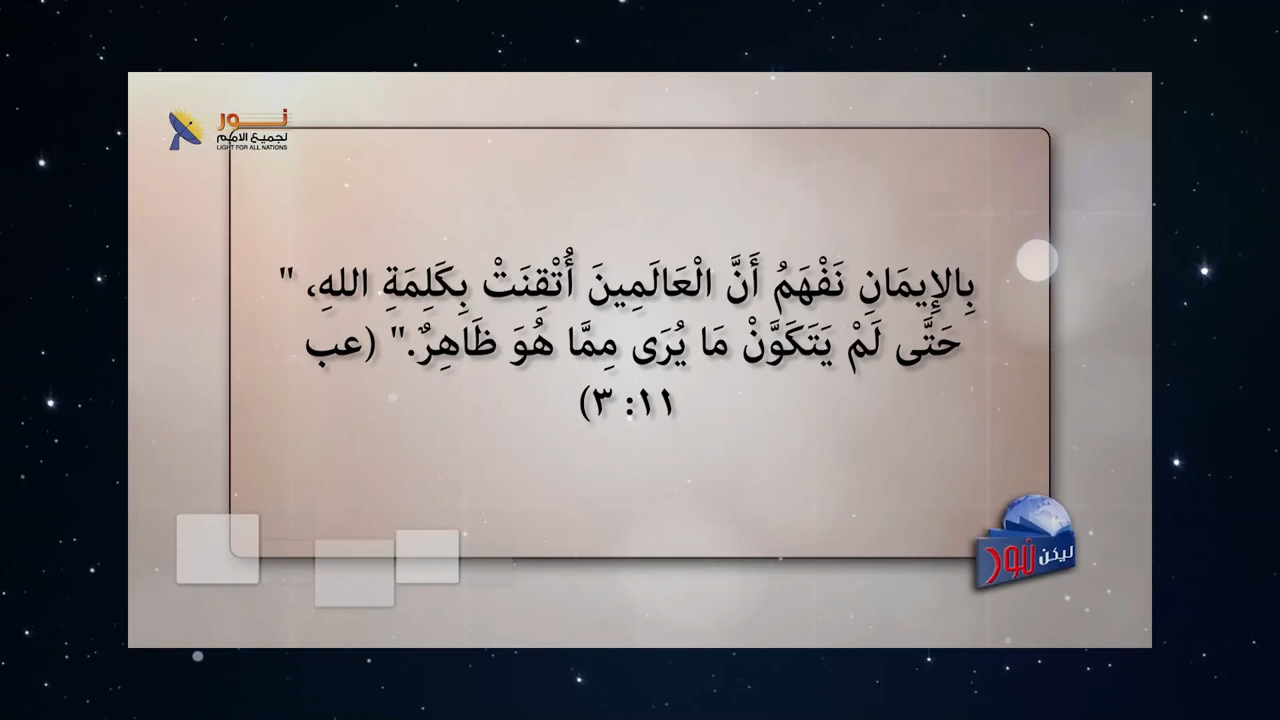 نور
لجميع الأمم
LIGHT FOR ALL NATIONS
بِالإِيمَانِ نَفْهَمُ أَنَّ الْعَالَمِينَ أُتْقِنَتْ بِكَلِمَةِ اللهِ، "
حَتَّى لَمْ يَتَكَوَّنْ مَا يُرَى مِمَّا هُوَ ظَاهِرٌ." (عب
١١: ٣)
ليكن نور